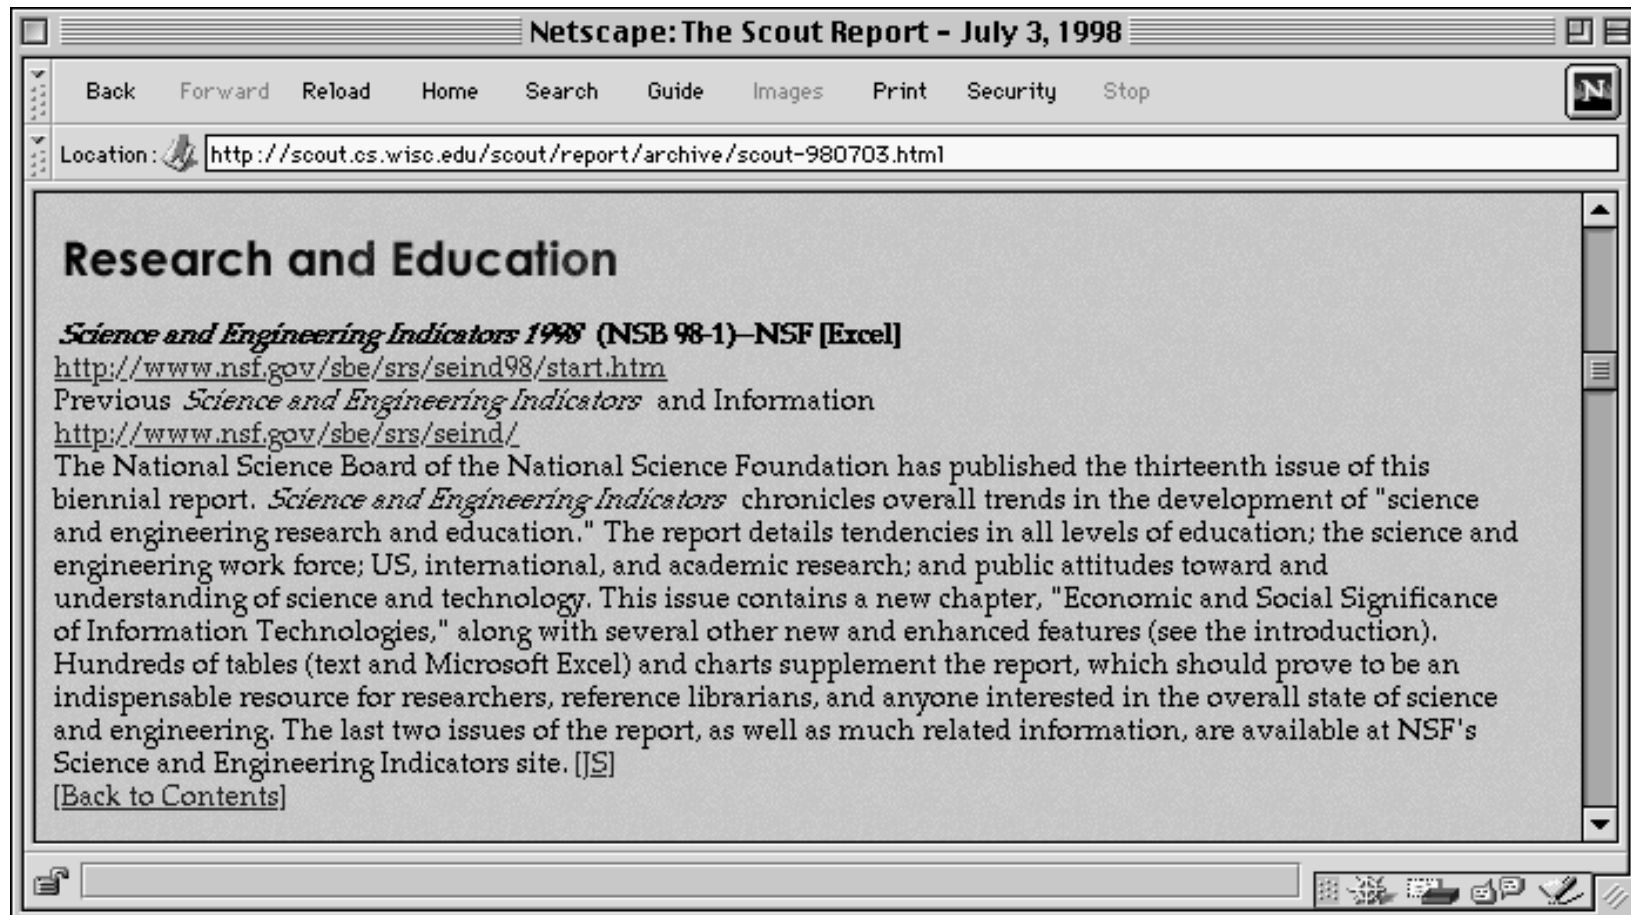 Netscape: The Scout Report - July 3, 1998
Back Forward Reload Home Search Guide Images Print Security Stop
N
Location: http://scout.cs.wisc.edu/scout/report/archive/scout-980703.html
Research and Education
Science and Engineering Indicators 1998 (NSB 98-1)--NSF [Excel]
http://www.nsf.gov/sbe/srs/seind98/start.htm
Previous Science and Engineering Indicators and Information
http://www.nsf.gov/sbe/srs/seind/
The National Science Board of the National Science Foundation has published the thirteenth issue of this
biennial report. Science and Engineering Indicators chronicles overall trends in the development of "science
and engineering research and education." The report details tendencies in all levels of education; the science and
engineering work force; US, international, and academic research; and public attitudes toward and
understanding of science and technology. This issue contains a new chapter, "Economic and Social Significance
of Information Technologies," along with several other new and enhanced features (see the introduction).
Hundreds of tables (text and Microsoft Excel) and charts supplement the report, which should prove to be an
indispensable resource for researchers, reference librarians, and anyone interested in the overall state of science
and engineering. The last two issues of the report, as well as much related information, are available at NSF's
Science and Engineering Indicators site. [JS]
[Back to Contents]